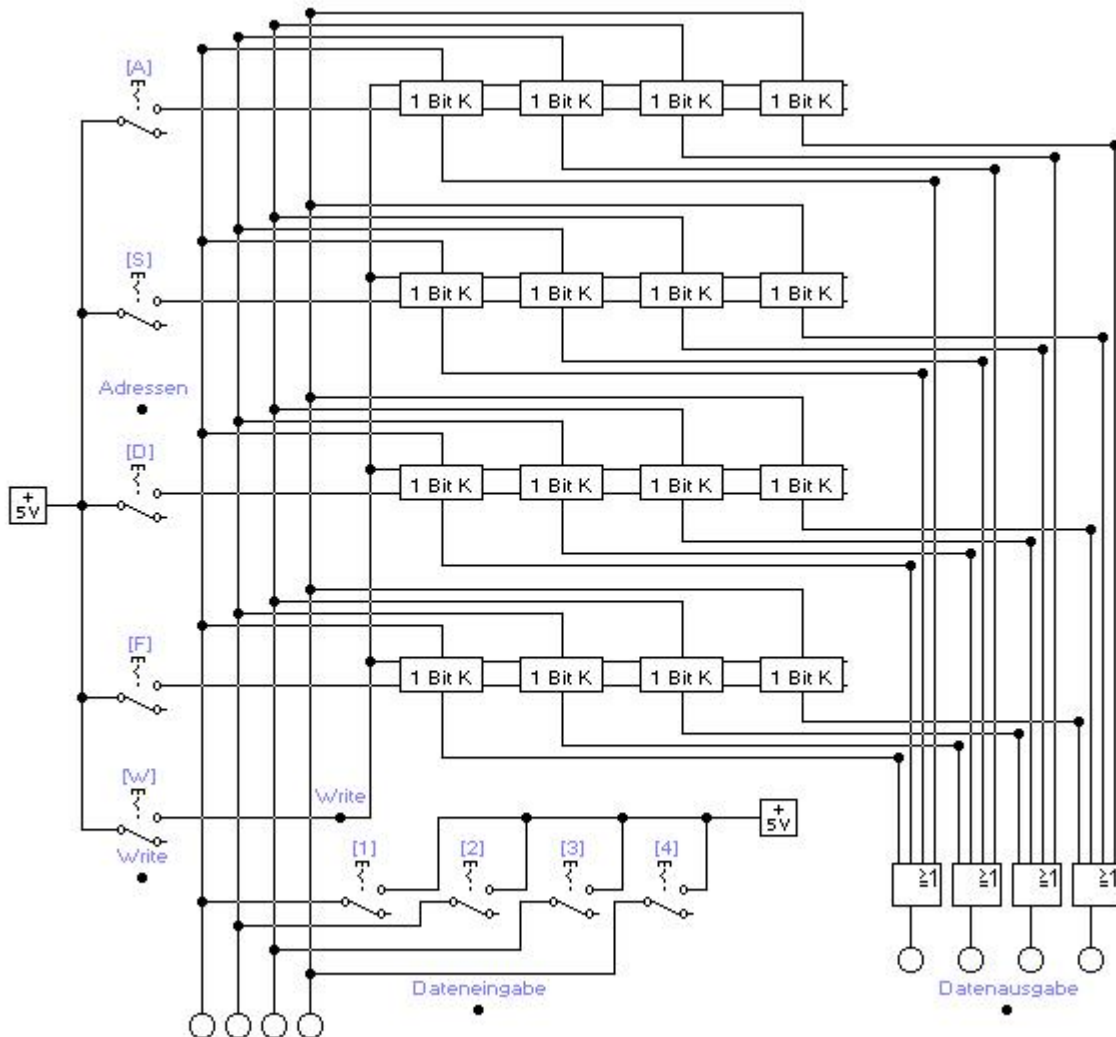 [A]
1 Bit K 1 Bit K 1 Bit K 1 Bit K
[S]
1 Bit K 1 Bit K 1 Bit K 1 Bit K
Adressen
[D]
1 Bit K 1 Bit K 1 Bit K 1 Bit K
+
5V
[F]
1 Bit K 1 Bit K 1 Bit K 1 Bit K
[W]
Write
+
5V
Write
[1] [2] [3] [4]
≥1 ≥1 ≥1 ≥1
Dateneingabe
Datenausgabe